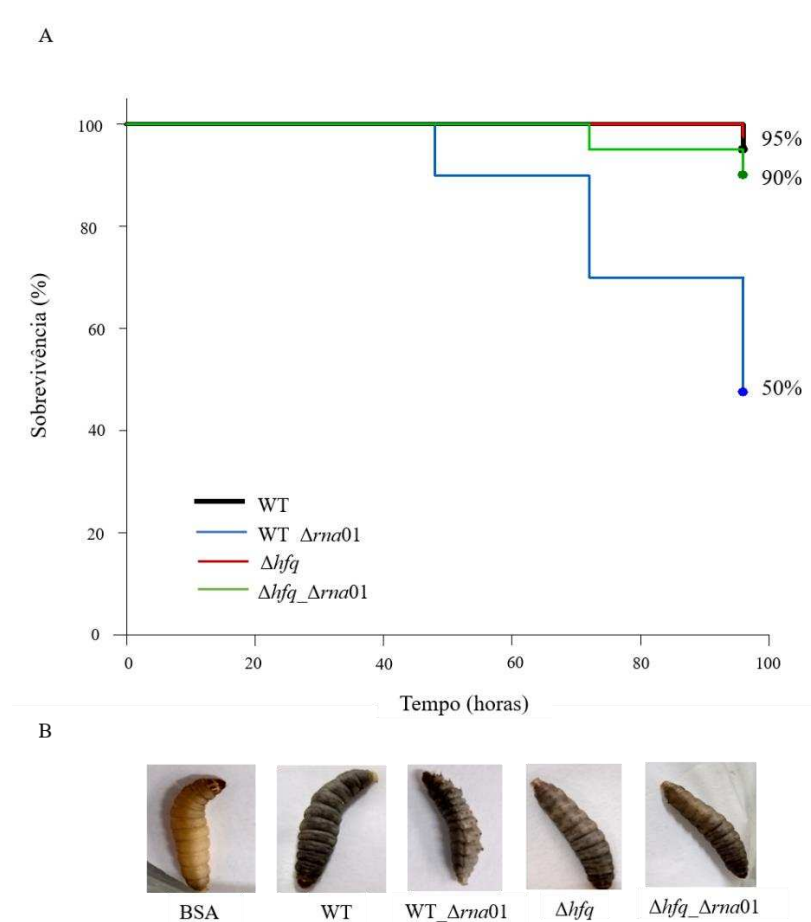 A
100
80
60
40
20
0
Sobrevivência (%)
95%
90%
50%
WT
WT_Δrna01
Δhfq
Δhfq_Δrna01
0 20 40 60 80 100
Tempo (horas)
B
BSA WT WT_Δrna01 Δhfq Δhfq_Δrna01